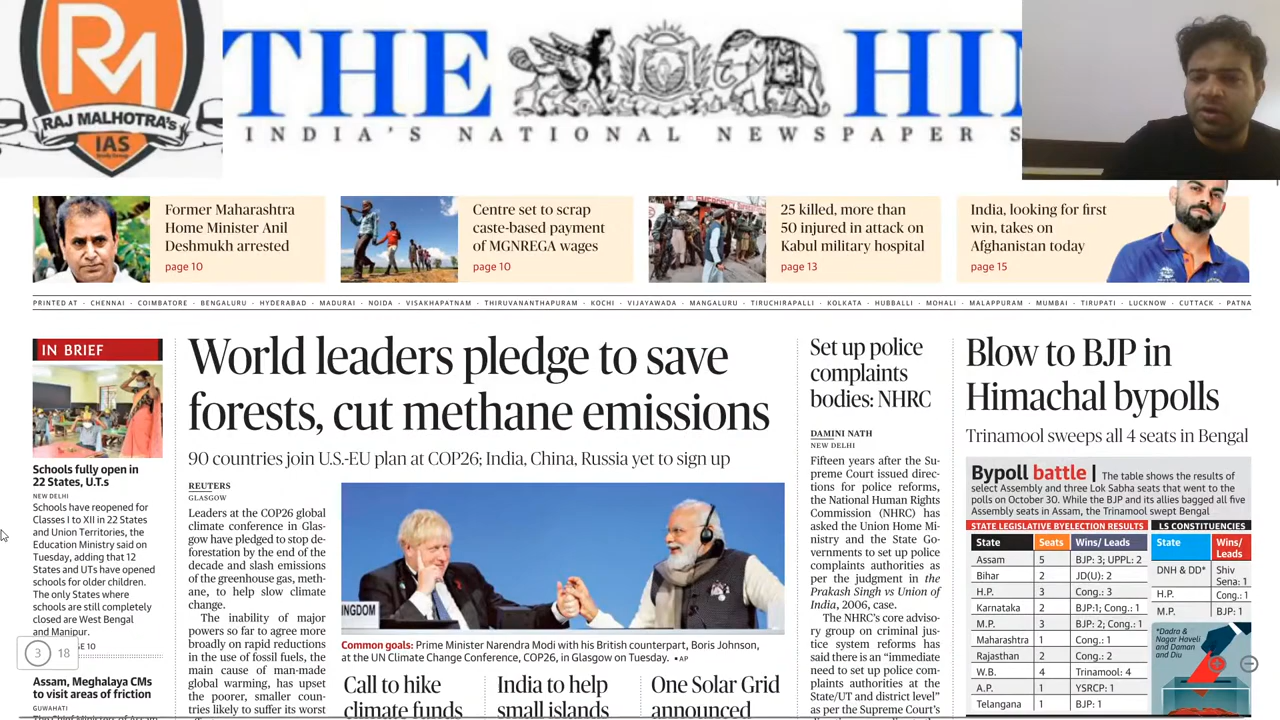 RM
RAJ MALHOTRA's
IAS
THE HI
INDIA'S NATIONAL NEWSPAPER S
Former Maharashtra
Home Minister Anil
Deshmukh arrested
page 10
Centre set to scrap
caste-based payment
of MGNREGA wages
page 10
25 killed, more than
50 injured in attack on
Kabul military hospital
page 13
India, looking for first
win, takes on
Afghanistan today
page 15
PRINTED AT • CHENNAI • COIMBATORE • BENGALURU • HYDERABAD • MADURAI • NOIDA • VISAKHAPATNAM • THIRUVANANTHAPURAM • KOCHI • VIJAYAWADA • MANGALURU • TIRUCHIRAPALLI • KOLKATA • HUBBALLI • MOHALI • MALAPPURAM • MUMBAI • TIRUPATI • LUCKNOW • CUTTACK • PATNA
IN BRIEF
Schools fully open in
22 States, U.T.s
NEW DELHI
Schools have reopened for
Classes I to XII in 22 States
and Union Territories, the
Education Ministry said on
Tuesday, adding that 12
States and UTs have opened
schools for older children.
The only States where
schools are still completely
closed are West Bengal
and Manipur.
GE 10
3 18
Assam, Meghalaya CMs
to visit areas of friction
GUWAHATI
World leaders pledge to save
forests, cut methane emissions
90 countries join U.S.-EU plan at COP26; India, China, Russia yet to sign up
REUTERS
GLASGOW
Leaders at the COP26 global
climate conference in Glas-
gow have pledged to stop de-
forestation by the end of the
decade and slash emissions
of the greenhouse gas, meth-
ane, to help slow climate
change.
The inability of major
powers so far to agree more
broadly on rapid reductions
in the use of fossil fuels, the
main cause of man-made
global warming, has upset
the poorer, smaller coun-
tries likely to suffer its worst
INGDOM
Common goals: Prime Minister Narendra Modi with his British counterpart, Boris Johnson,
at the UN Climate Change Conference, COP26, in Glasgow on Tuesday. • AP
Call to hike
climate funds
India to help
small islands
One Solar Grid
announced
Set up police
complaints
bodies: NHRC
DAMINI NATH
NEW DELHI
Fifteen years after the Su-
preme Court issued direc-
tions for police reforms,
the National Human Rights
Commission (NHRC) has
asked the Union Home Mi-
nistry and the State Go-
vernments to set up police
complaints authorities as
per the judgment in the
Prakash Singh vs Union of
India, 2006, case.
The NHRC's core adviso-
ry group on criminal jus-
tice system reforms has
said there is an “immediate
need to set up police com-
plaints authorities at the
State/UT and district level”
as per the Supreme Court's
Blow to BJP in
Himachal bypolls
Trinamool sweeps all 4 seats in Bengal
Bypoll battle | The table shows the results of
select Assembly and three Lok Sabha seats that went to the
polls on October 30. While the BJP and its allies bagged all five
Assembly seats in Assam, the Trinamool swept Bengal
STATE LEGISLATIVE BYELECTION RESULTS
State Seats Wins/ Leads
Assam 5 BJP: 3; UPPL: 2
Bihar 2 JD(U): 2
H.P. 3 Cong.: 3
Karnataka 2 BJP:1; Cong.: 1
M.P. 3 BJP: 2; Cong.: 1
Maharashtra 1 Cong.: 1
Rajasthan 2 Cong.: 2
W.B. 4 Trinamool: 4
A.P. 1 YSRCP: 1
Telangana 1 BJP: 1
LS CONSTITUENCIES
State Wins/
Leads
DNH & DD* Shiv
Sena: 1
H.P. Cong.: 1
M.P. BJP: 1
*Dadra &
Nagar Haveli
and Daman
and Diu